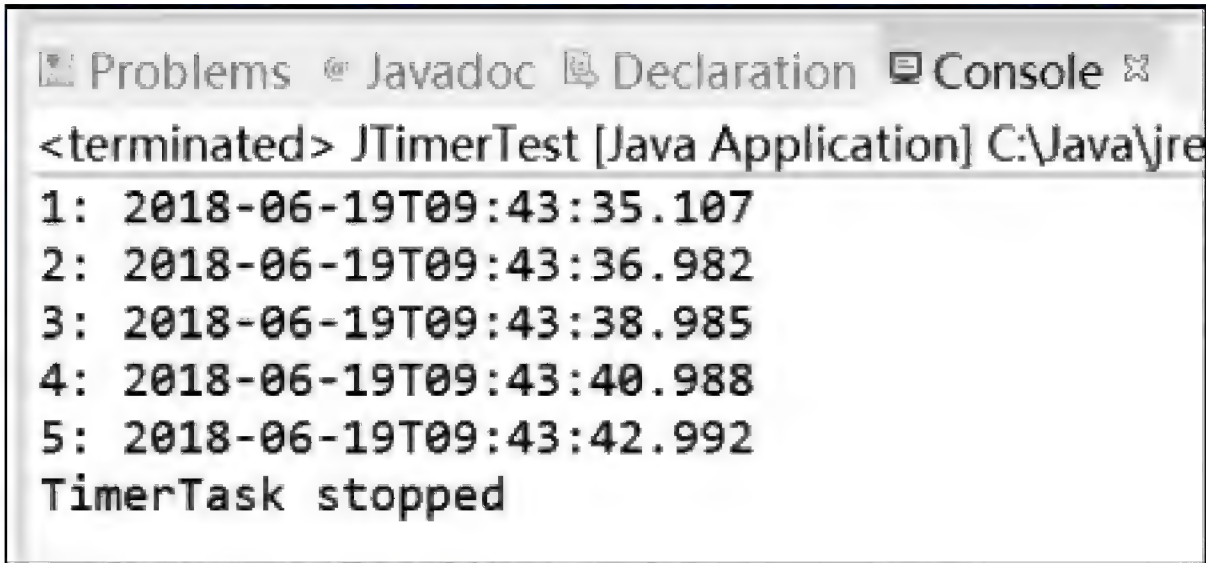 Problems @ Javadoc Declaration Console
<terminated> JTimerTest [Java Application] C:\Java\jre
1: 2018-06-19T09:43:35.107
2: 2018-06-19T09:43:36.982
3: 2018-06-19T09:43:38.985
4: 2018-06-19T09:43:40.988
5: 2018-06-19T09:43:42.992
TimerTask stopped